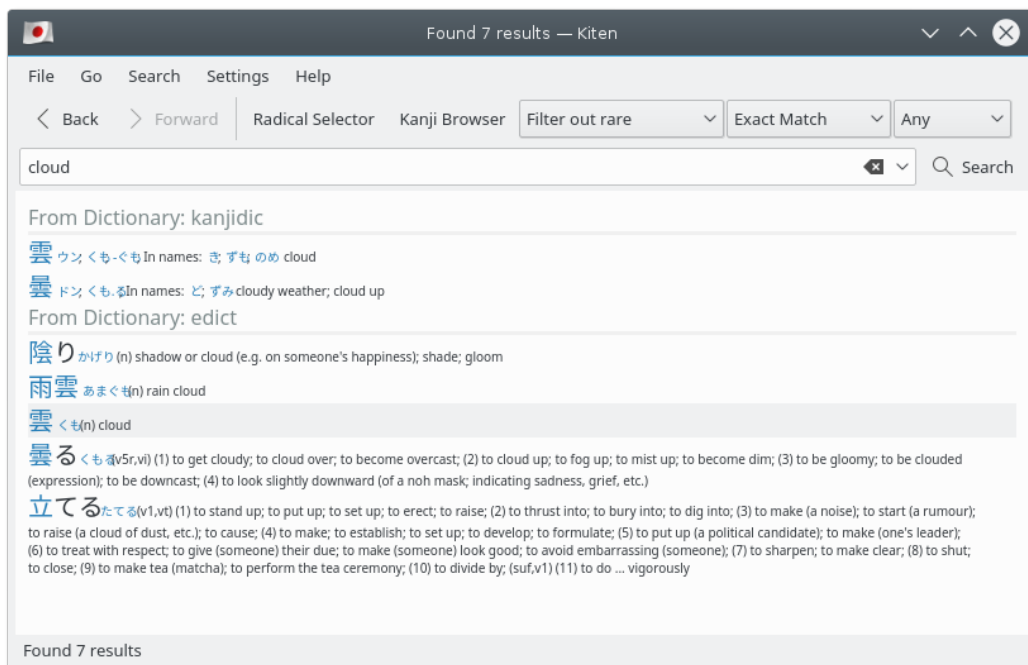 Found 7 results — Kiten
File Go Search Settings Help
Back Forward Radical Selector Kanji Browser Filter out rare Exact Match Any
cloud Search
From Dictionary: kanjidic
雲 ウン; くも; -ぐも In names: き; ずも; のめ cloud
曇 ドン; くも.る In names: ど; ずみ cloudy weather; cloud up
From Dictionary: edict
陰り かげり (n) shadow or cloud (e.g. on someone's happiness); shade; gloom
雨雲 あまぐも (n) rain cloud
雲 くも (n) cloud
曇る くもる (v5r,vi) (1) to get cloudy; to cloud over; to become overcast; (2) to cloud up; to fog up; to mist up; to become dim; (3) to be gloomy; to be clouded
(expression); to be downcast; (4) to look slightly downward (of a noh mask; indicating sadness, grief, etc.)
立てる たてる (v1,vt) (1) to stand up; to put up; to set up; to erect; to raise; (2) to thrust into; to bury into; to dig into; (3) to make (a noise); to start (a rumour);
to raise (a cloud of dust, etc.); to cause; (4) to make; to establish; to set up; to develop; to formulate; (5) to put up (a political candidate); to make (one's leader);
(6) to treat with respect; to give (someone) their due; to make (someone) look good; to avoid embarrassing (someone); (7) to sharpen; to make clear; (8) to shut;
to close; (9) to make tea (matcha); to perform the tea ceremony; (10) to divide by; (suf,v1) (11) to do ... vigorously
Found 7 results